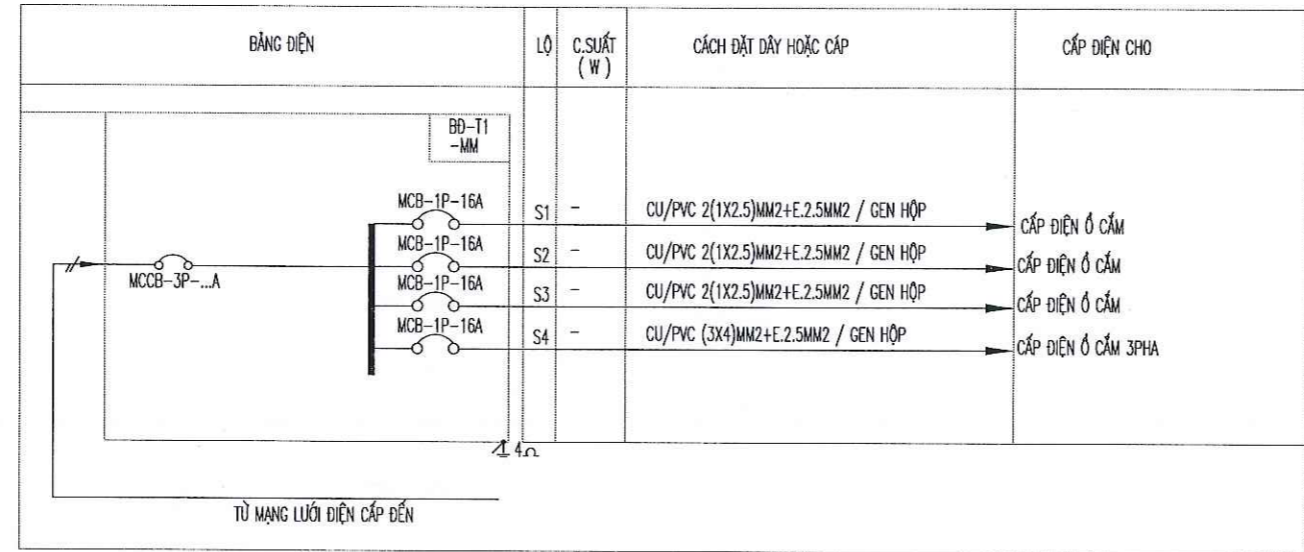 BẢNG ĐIỆN
LỘ
C.SUẤT
( W )
CÁCH ĐẶT DÂY HOẶC CÁP
CẤP ĐIỆN CHO
BĐ-T1
-MM
MCB-1P-16A
S1
-
CU/PVC 2(1X2.5)MM2+E.2.5MM2 / GEN HỘP
CẤP ĐIỆN Ổ CẮM
MCB-1P-16A
S2
-
CU/PVC 2(1X2.5)MM2+E.2.5MM2 / GEN HỘP
CẤP ĐIỆN Ổ CẮM
MCCB-3P-...A
MCB-1P-16A
S3
-
CU/PVC 2(1X2.5)MM2+E.2.5MM2 / GEN HỘP
CẤP ĐIỆN Ổ CẮM
MCB-1P-16A
S4
-
CU/PVC (3X4)MM2+E.2.5MM2 / GEN HỘP
CẤP ĐIỆN Ổ CẮM 3PHA
4Ω
TỪ MẠNG LƯỚI ĐIỆN CẤP ĐẾN